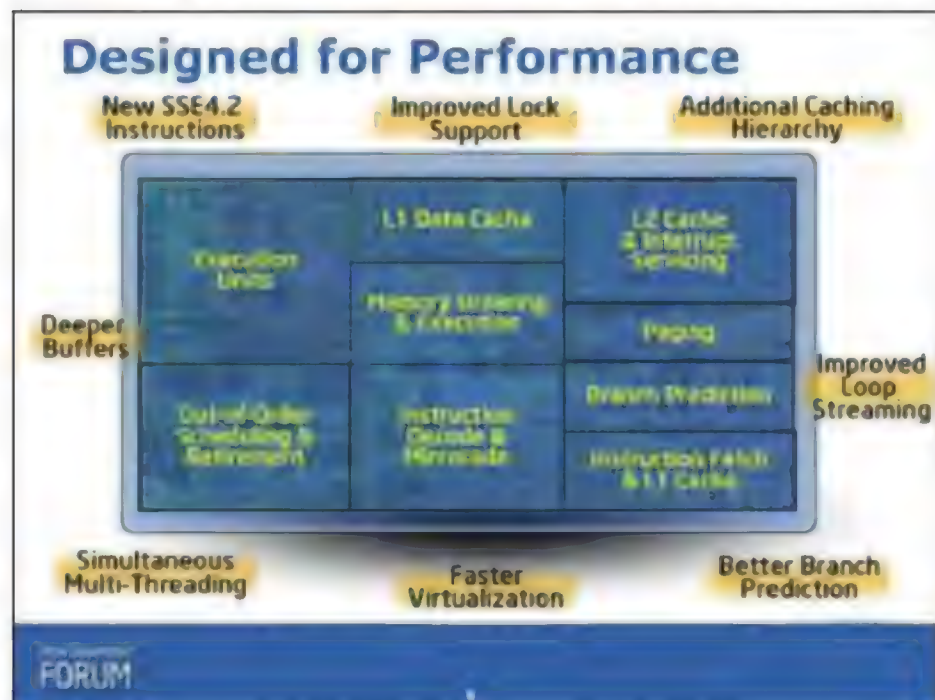 Designed for Performance
New SSE4.2
Instructions
Improved Lock
Support
Additional Caching
Hierarchy
Execution
Units
L1 Data Cache
L2 Cache
& Interrupt
Servicing
Memory Ordering
& Execution
Paging
Deeper
Buffers
Out-of-Order
Scheduling &
Retirement
Instruction
Decode &
Microcode
Branch Prediction
Instruction Fetch
& L1 Cache
Improved
Loop
Streaming
Simultaneous
Multi-Threading
Faster
Virtualization
Better Branch
Prediction
FORUM